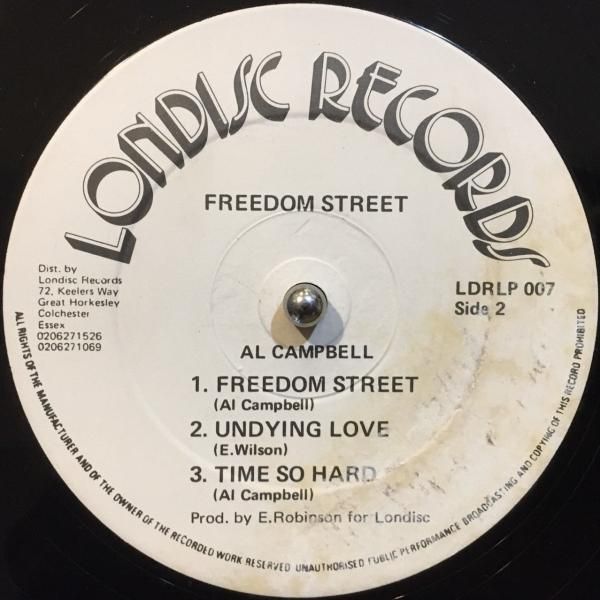 LONDISC RECORDS
FREEDOM STREET
Dist. by
Londisc Records
72, Keelers Way
Great Horkesley
Colchester
Essex
0206271526
0206271069
LDRLP 007
Side 2
AL CAMPBELL
1. FREEDOM STREET
(Al Campbell)
2. UNDYING LOVE
(E.Wilson)
3. TIME SO HARD
(Al Campbell)
Prod. by E.Robinson for Londisc
ALL RIGHTS OF THE MANUFACTURER AND OF THE OWNER OF THE RECORDED WORK RESERVED UNAUTHORISED PUBLIC PERFORMANCE BROADCASTING AND COPYING OF THIS RECORD PROHIBITED